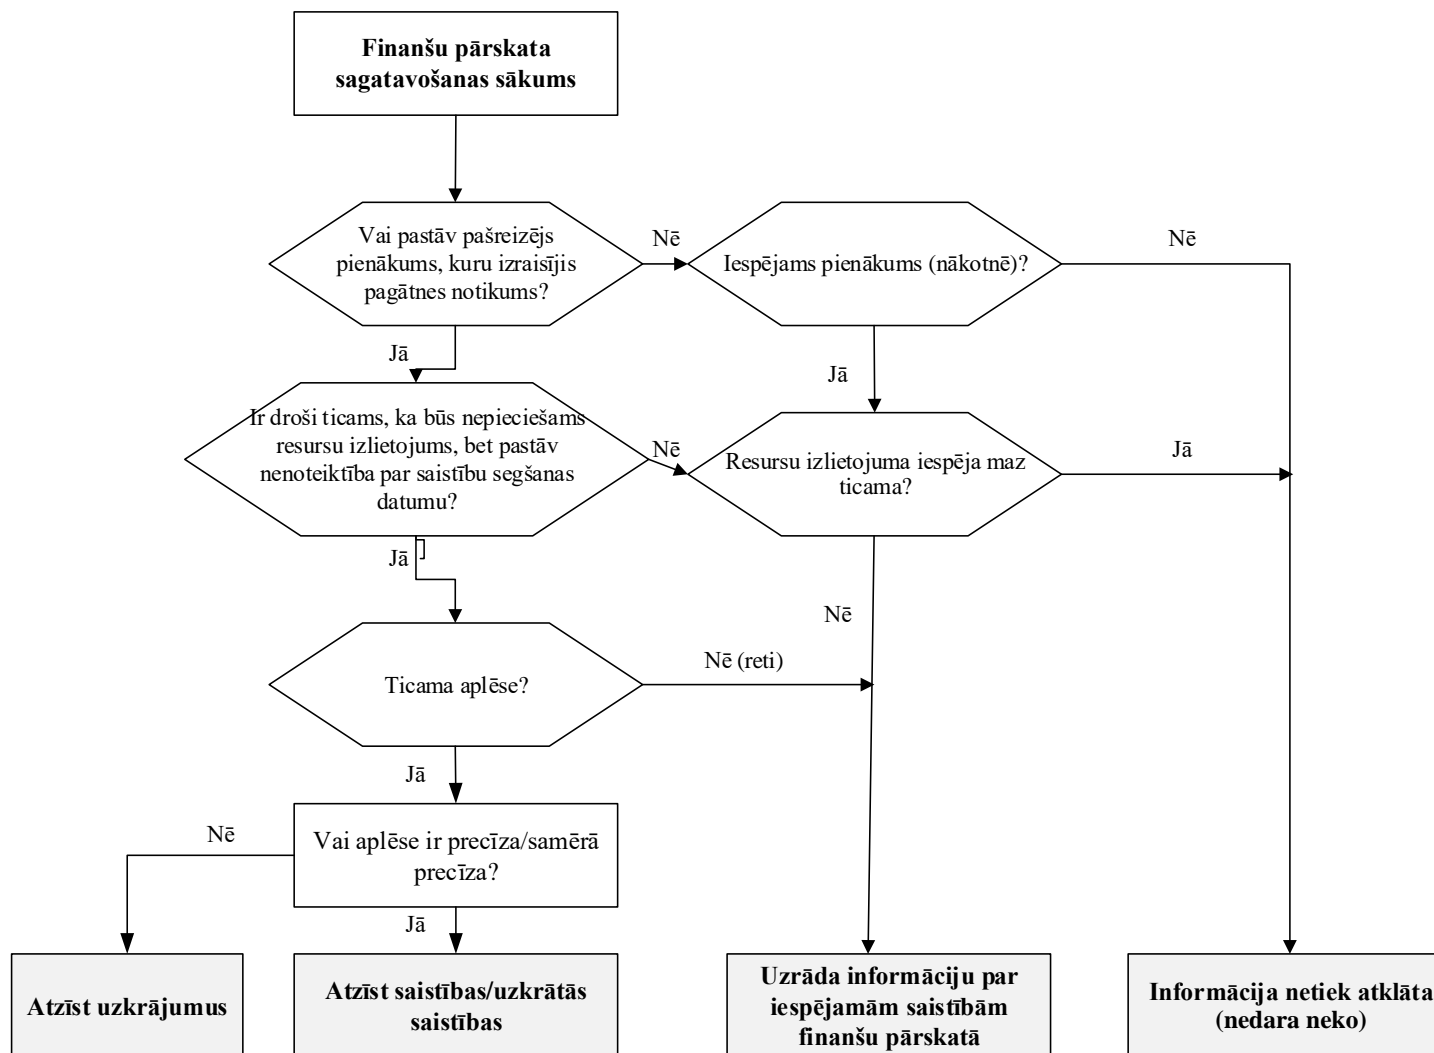 Finanšu pārskata
sagatavošanas sākums
Vai pastāv pašreizējs
pienākums, kuru izraisījis
pagātnes notikums?
Nē
Iespējams pienākums (nākotnē)?
Nē
Jā
Jā
Ir droši ticams, ka būs nepieciešams
resursu izlietojums, bet pastāv
nenoteiktība par saistību segšanas
datumu?
Nē
Resursu izlietojuma iespēja maz
ticama?
Jā
Jā
Nē
Ticama aplēse?
Nē (reti)
Jā
Nē
Vai aplēse ir precīza/samērā
precīza?
Jā
Atzīst uzkrājumus
Atzīst saistības/uzkrātās
saistības
Uzrāda informāciju par
iespējamām saistībām
finanšu pārskatā
Informācija netiek atklāta
(nedara neko)